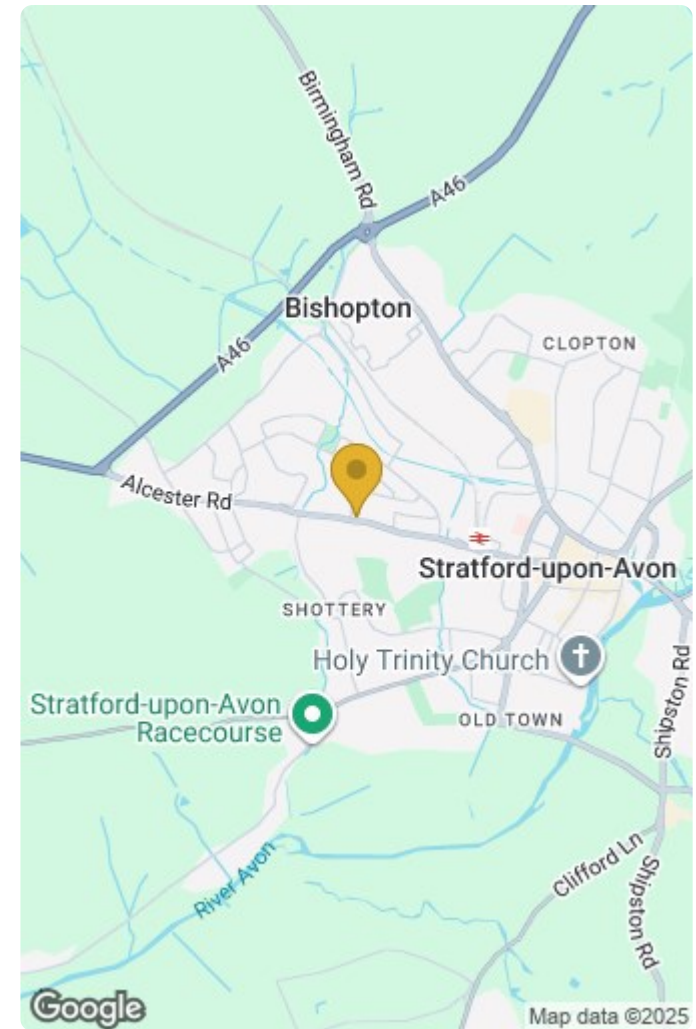 Birmingham Rd
A46
Bishopton
CLOPTON
A46
Alcester Rd
Stratford-upon-Avon
SHOTTERY
Holy Trinity Church
Stratford-upon-Avon
Racecourse
OLD TOWN
Shipston Rd
Clifford Ln
Shipston Rd
River Avon
Google
Map data ©2025